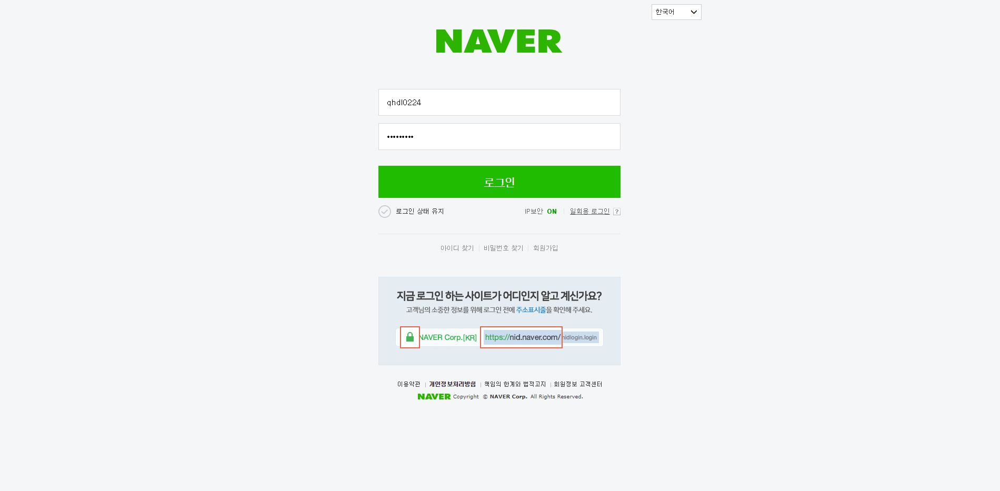 한국어
NAVER
qhdl0224
•••••••••
로그인
로그인 상태 유지 IP보안 ON 일회용 로그인 ?
아이디 찾기 비밀번호 찾기 회원가입
지금 로그인 하는 사이트가 어디인지 알고 계신가요?
고객님의 소중한 정보를 위해 로그인 전에 주소표시줄을 확인해 주세요.
NAVER Corp.[KR] https://nid.naver.com/nidlogin.login
이용약관 개인정보처리방침 책임의 한계와 법적고지 회원정보 고객센터
NAVER Copyright © NAVER Corp. All Rights Reserved.